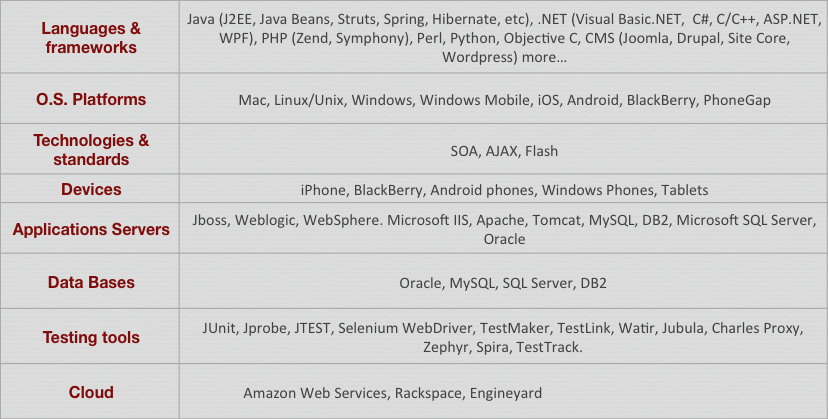 Languages & frameworks
Java (J2EE, Java Beans, Struts, Spring, Hibernate, etc), .NET (Visual Basic.NET, C#, C/C++, ASP.NET,
WPF), PHP (Zend, Symphony), Perl, Python, Objective C, CMS (Joomla, Drupal, Site Core,
Wordpress) more...
O.S. Platforms
Mac, Linux/Unix, Windows, Windows Mobile, iOS, Android, BlackBerry, PhoneGap
Technologies &
standards
SOA, AJAX, Flash
Devices
iPhone, BlackBerry, Android phones, Windows Phones, Tablets
Applications Servers
Jboss, Weblogic, WebSphere. Microsoft IIS, Apache, Tomcat, MySQL, DB2, Microsoft SQL Server,
Oracle
Data Bases
Oracle, MySQL, SQL Server, DB2
Testing tools
JUnit, Jprobe, JTEST, Selenium WebDriver, TestMaker, TestLink, Watir, Jubula, Charles Proxy,
Zephyr, Spira, TestTrack.
Cloud
Amazon Web Services, Rackspace, Engineyard